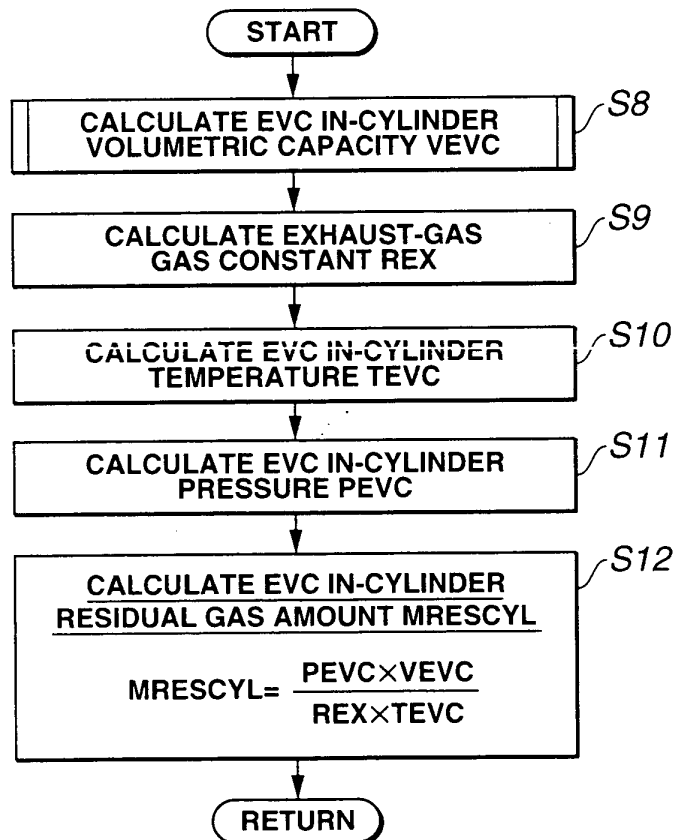 START
CALCULATE EVC IN-CYLINDER
VOLUMETRIC CAPACITY VEVC
S8
CALCULATE EXHAUST-GAS
GAS CONSTANT REX
S9
CALCULATE EVC IN-CYLINDER
TEMPERATURE TEVC
S10
CALCULATE EVC IN-CYLINDER
PRESSURE PEVC
S11
CALCULATE EVC IN-CYLINDER
RESIDUAL GAS AMOUNT MRESCYL
S12
MRESCYL= PEVC×VEVC
REX×TEVC
RETURN